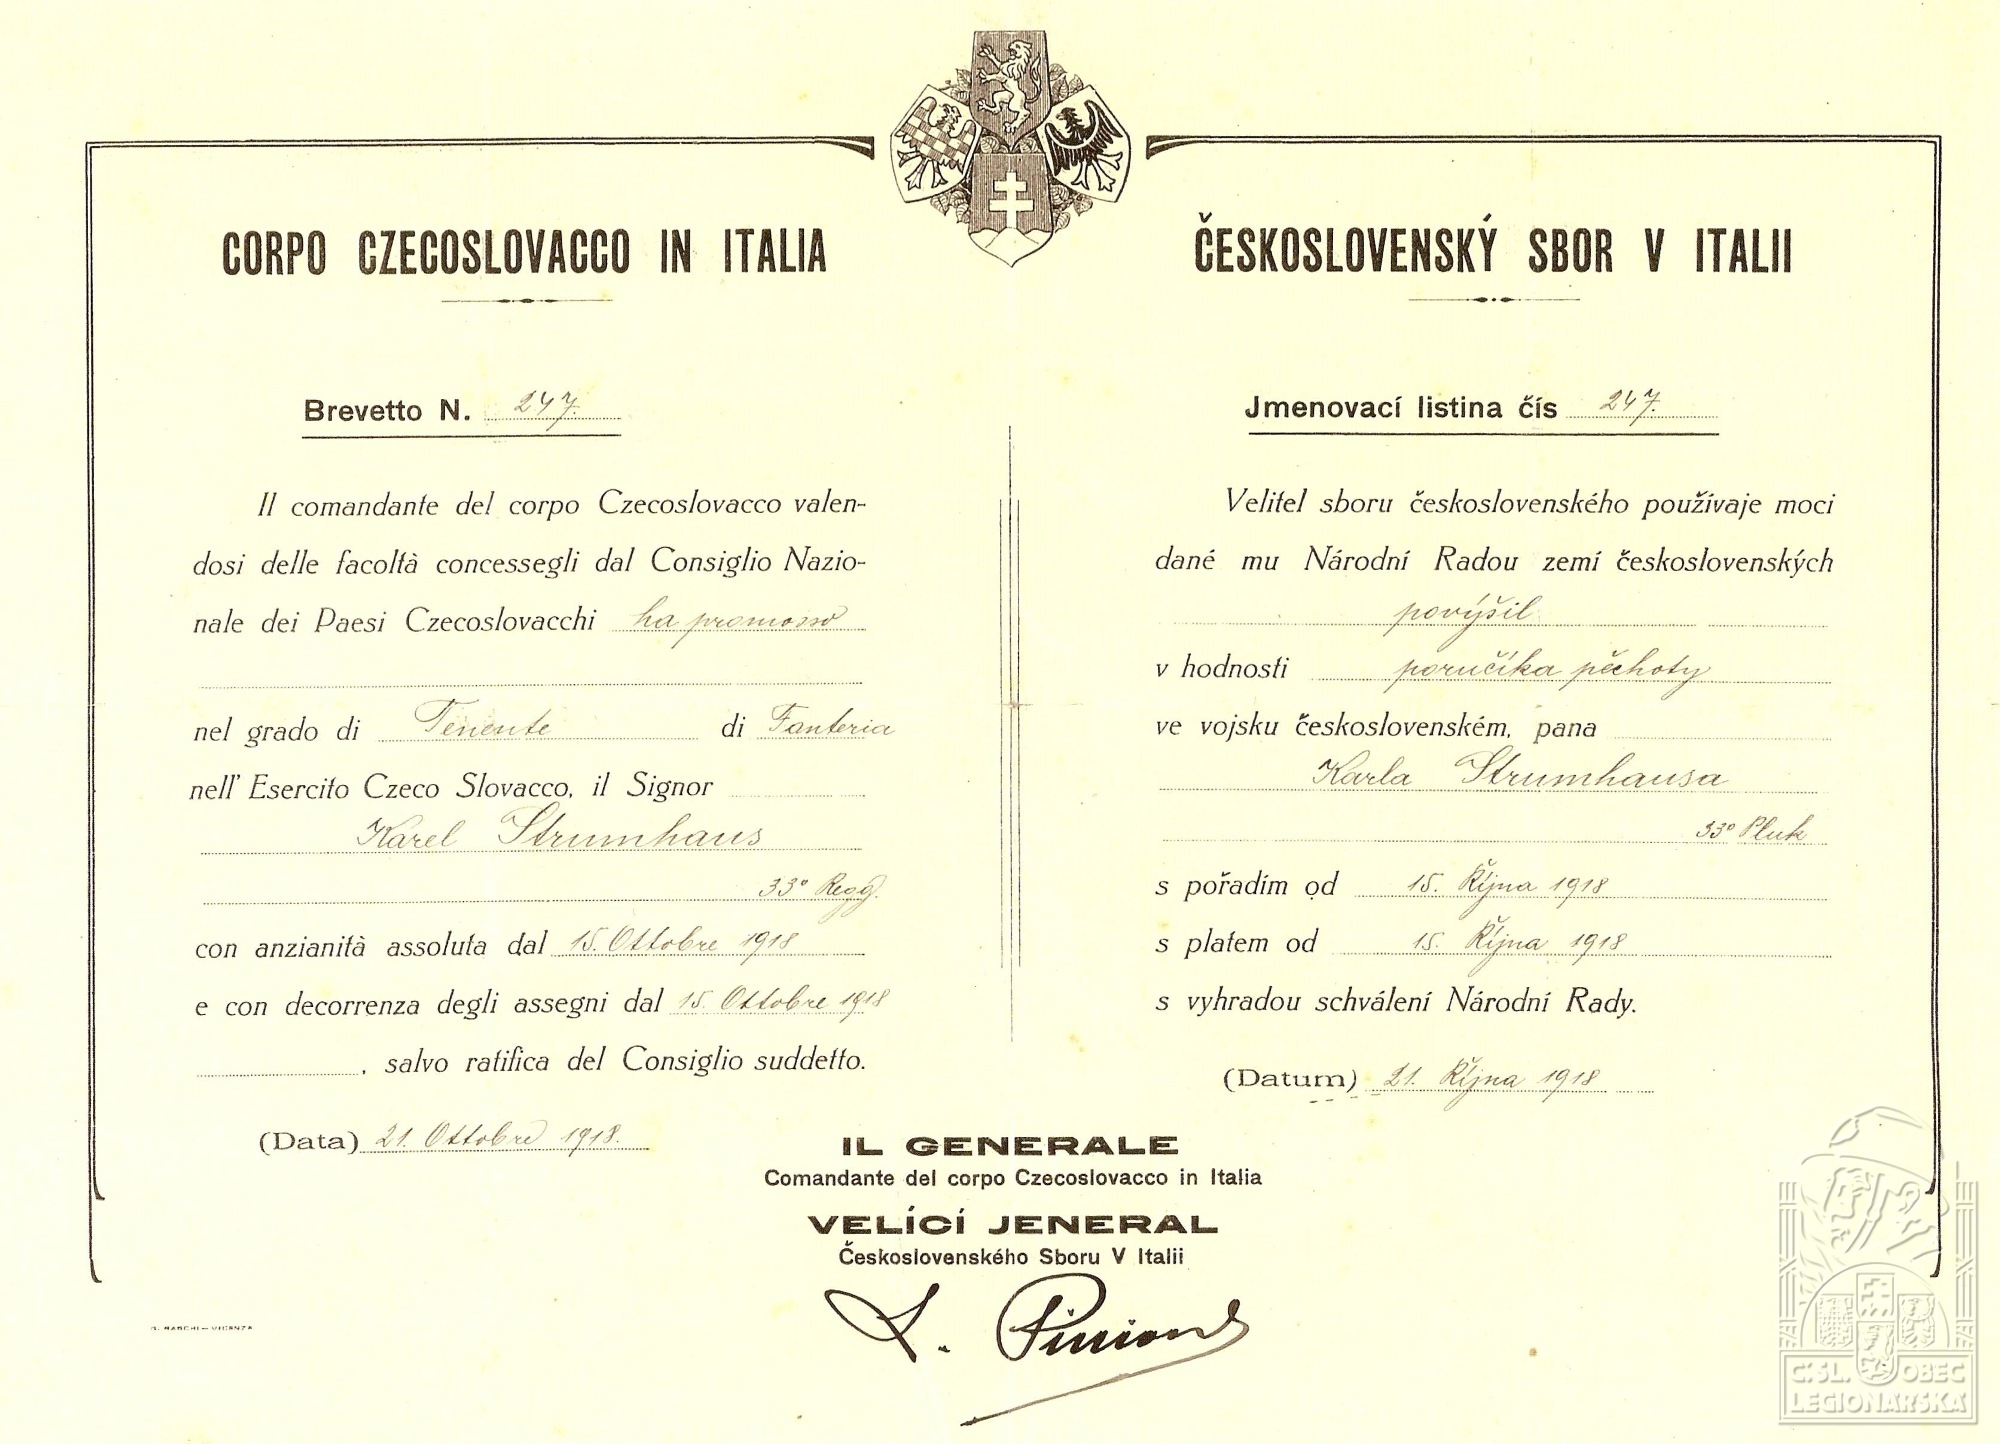 CORPO CZECOSLOVACCO IN ITALIA
Brevetto N. 247.
Il comandante del corpo Czecoslovacco valen-
dosi delle facoltà concessegli dal Consiglio Nazio-
nale dei Paesi Czecoslovacchi ha promosso
nel grado di Tenente di Fanteria
nell' Esercito Czeco Slovacco, il Signor
Karel Strumhaus
33° Regg.
con anzianità assoluta dal 15. Ottobre 1918
e con decorrenza degli assegni dal 15. Ottobre 1918
, salvo ratifica del Consiglio suddetto.
(Data) 21. Ottobre 1918.
ČESKOSLOVENSKÝ SBOR V ITALII
Jmenovací listina čís 247.
Velitel sboru československého používaje moci
dané mu Národní Radou zemí československých
povýšil
v hodnosti poručíka pěchoty
ve vojsku československém, pana
Karla Strumhausa
33° Pluk
s pořadím od 15. Října 1918
s platem od 15. Října 1918
s vyhradou schválení Národní Rady.
(Datum) 21. Října 1918
IL GENERALE
Comandante del corpo Czecoslovacco in Italia
VELÍCÍ JENERAL
Československého Sboru V Italii
G. RASCHI — VICENZA
Č.SL. OBEC
LEGIONÁŘSKÁ